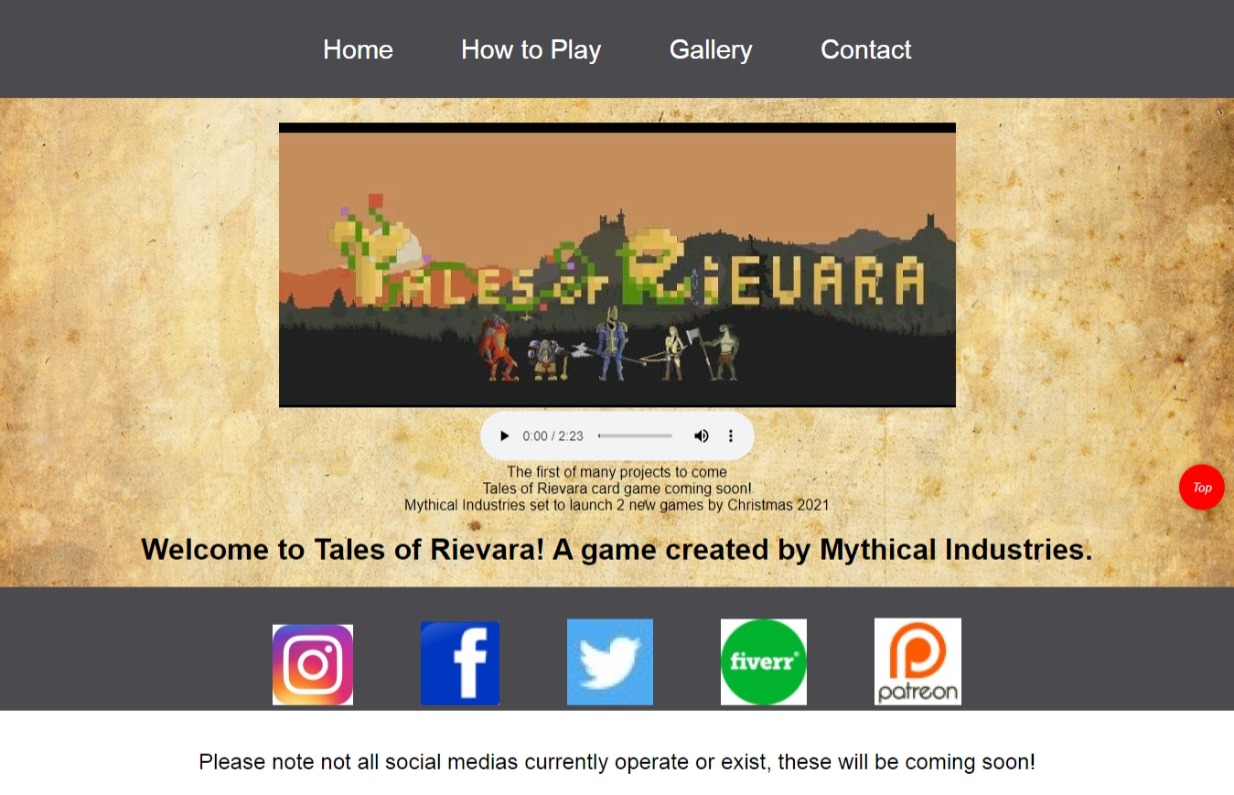 Home How to Play Gallery Contact
TALES OF RiEVARA
0:00 / 2:23
The first of many projects to come
Tales of Rievara card game coming soon!
Mythical Industries set to launch 2 new games by Christmas 2021
Top
Welcome to Tales of Rievara! A game created by Mythical Industries.
f fiverr® patreon
Please note not all social medias currently operate or exist, these will be coming soon!